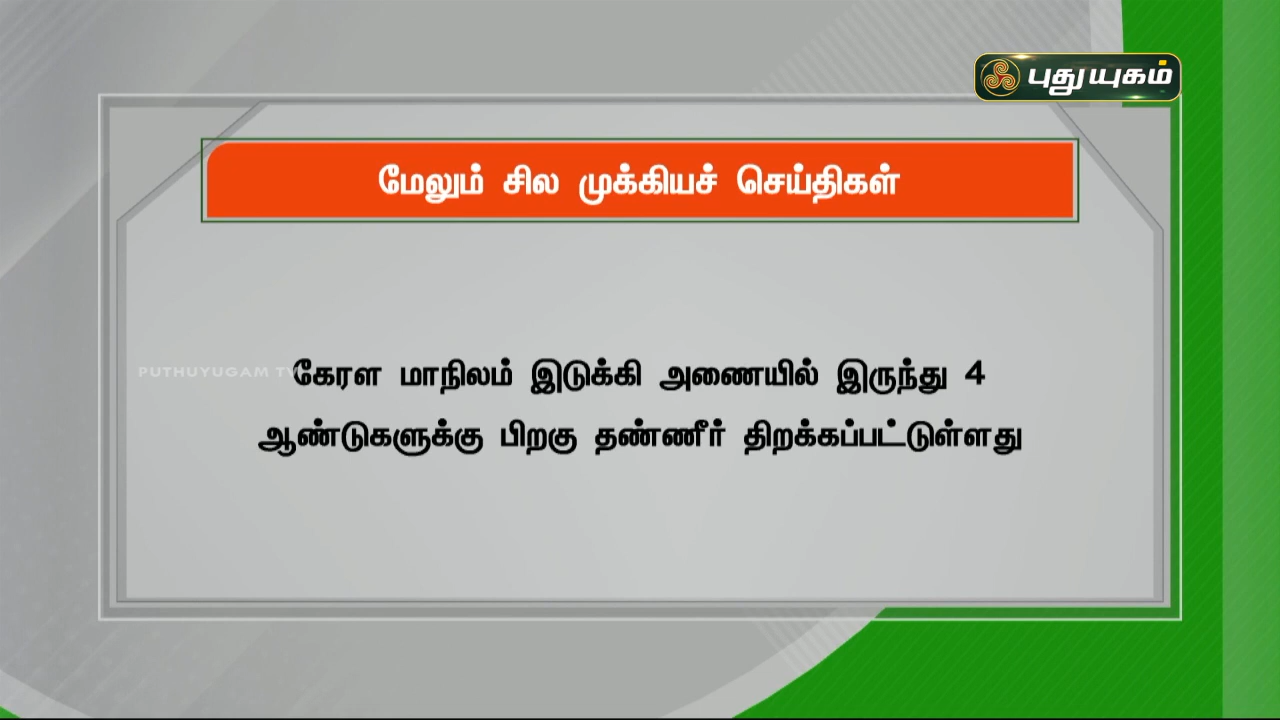 புதுயுகம்
மேலும் சில முக்கியச் செய்திகள்
PUTHUYUGAM TV
கேரள மாநிலம் இடுக்கி அணையில் இருந்து 4
ஆண்டுகளுக்கு பிறகு தண்ணீர் திறக்கப்பட்டுள்ளது